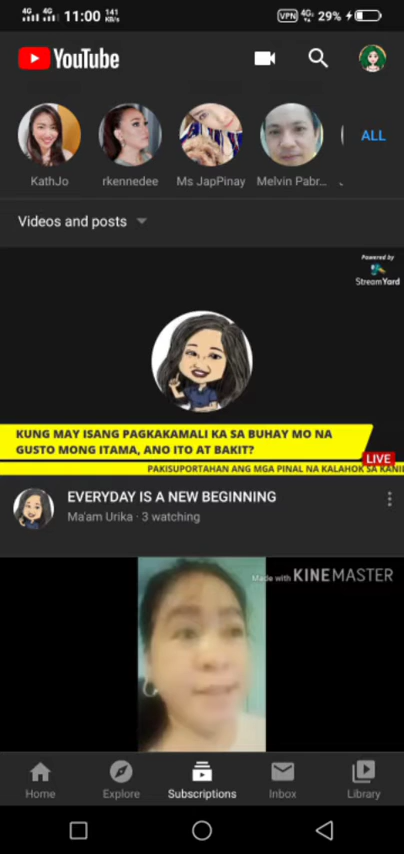 4G 4G 11:00 141 KB/s VPN 4G 29%
YouTube
KathJo rkennedee Ms JapPinay Melvin Pabr... ALL
Videos and posts
Powered by
StreamYard
KUNG MAY ISANG PAGKAKAMALI KA SA BUHAY MO NA
GUSTO MONG ITAMA, ANO ITO AT BAKIT?
LIVE
PAKISUPORTAHAN ANG MGA PINAL NA KALAHOK SA KANI
EVERYDAY IS A NEW BEGINNING
Ma'am Urika · 3 watching
Made with KINEMASTER
Home Explore Subscriptions Inbox Library